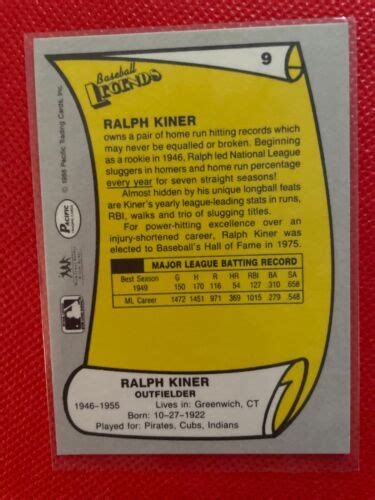 9
Baseball
LEGENDS
RALPH KINER
owns a pair of home run hitting records which
may never be equalled or broken. Beginning
as a rookie in 1946, Ralph led National League
sluggers in homers and home run percentage
every year for seven straight seasons!
Almost hidden by his unique longball feats
are Kiner's yearly league-leading stats in runs,
RBI, walks and trio of slugging titles.
For power-hitting excellence over an
injury-shortened career, Ralph Kiner was
elected to Baseball's Hall of Fame in 1975.
MAJOR LEAGUE BATTING RECORD
Best Season G H R HR RBI BA SA
1949 150 170 116 54 127 310 658
ML Career 1472 1451 971 369 1015 279 .548
RALPH KINER
OUTFIELDER
1946-1955 Lives in: Greenwich, CT
Born: 10-27-1922
Played for: Pirates, Cubs, Indians
© 1988 Pacific Trading Cards, Inc.
Pacific